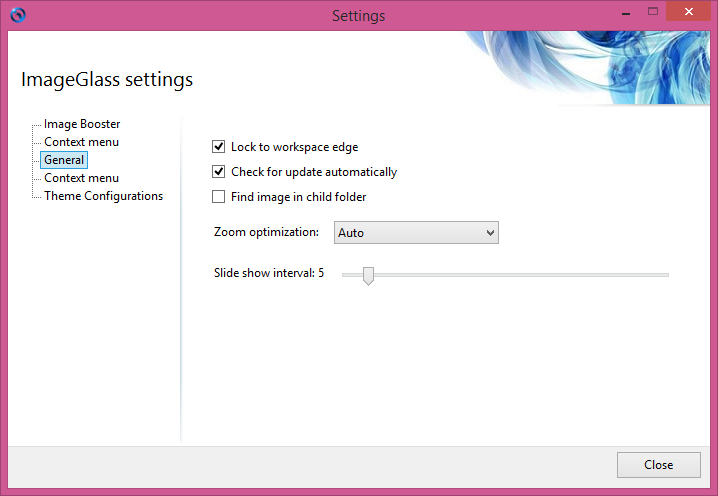 Settings
ImageGlass settings
Image Booster
Context menu
General
Context menu
Theme Configurations
Lock to workspace edge
Check for update automatically
Find image in child folder
Zoom optimization: Auto
Slide show interval: 5
Close